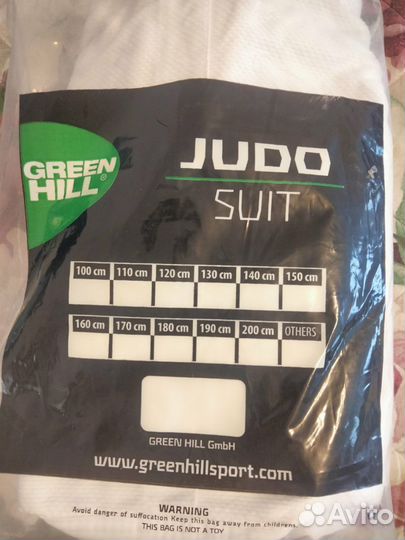 GREEN HILL®
JUDO
SUIT
100 cm 110 cm 120 cm 130 cm 140 cm 150 cm
160 cm 170 cm 180 cm 190 cm 200 cm OTHERS
GREEN HILL GmbH
www.greenhillsport.com
WARNING
Avoid danger of suffocation Keep this bag away from childrens.
THIS BAG IS NOT A TOY
Avito